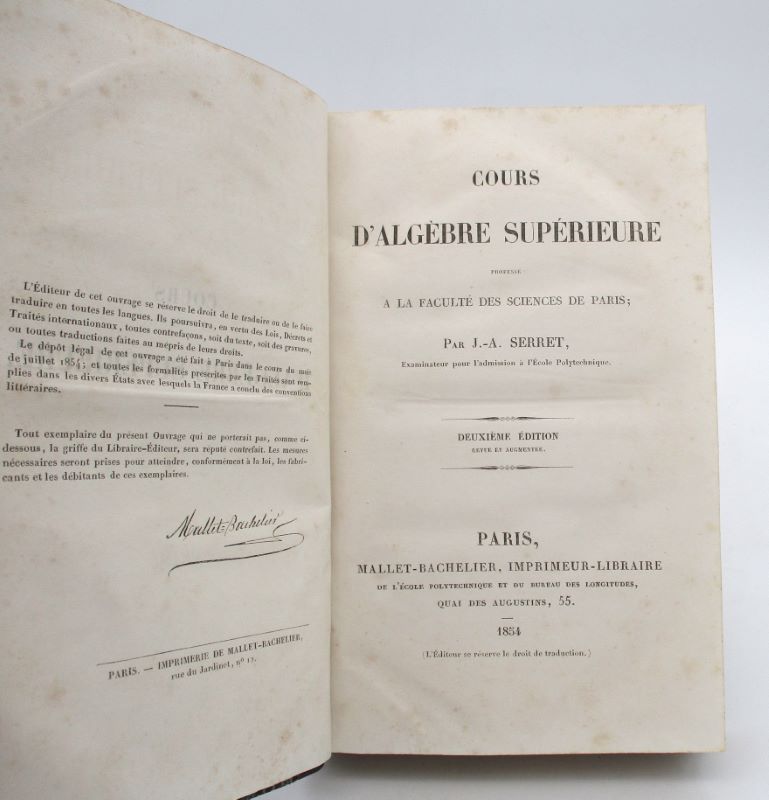 L'Éditeur de cet ouvrage se réserve le droit de le traduire ou de le faire
traduire en toutes les langues. Ils poursuivra, en vertu des Lois, Décrets et
Traités internationaux, toutes contrefaçons, soit du texte, soit des gravures,
ou toutes traductions faites au mépris de leurs droits.
Le dépôt légal de cet ouvrage a été fait à Paris dans le cours du mois
de juillet 1854; et toutes les formalités prescrites par les Traités sont rem-
plies dans les divers États avec lesquels la France a conclu des conventions
littéraires.
Tout exemplaire du présent Ouvrage qui ne porterait pas, comme ci-
dessous, la griffe du Libraire-Éditeur, sera réputé contrefait. Les mesures
nécessaires seront prises pour atteindre, conformément à la loi, les fabri-
cants et les débitants de ces exemplaires.
Mallet-Bachelier
PARIS. — IMPRIMERIE DE MALLET-BACHELIER,
rue du Jardinet, nº 12.
COURS
D'ALGÈBRE SUPÉRIEURE
PROFESSÉ
A LA FACULTÉ DES SCIENCES DE PARIS;
PAR J.-A. SERRET,
Examinateur pour l'admission à l'École Polytechnique.
DEUXIÈME ÉDITION
REVUE ET AUGMENTÉE.
PARIS,
MALLET-BACHELIER, IMPRIMEUR-LIBRAIRE
DE L'ÉCOLE POLYTECHNIQUE ET DU BUREAU DES LONGITUDES,
QUAI DES AUGUSTINS, 55.
1854
(L'Éditeur se réserve le droit de traduction.)